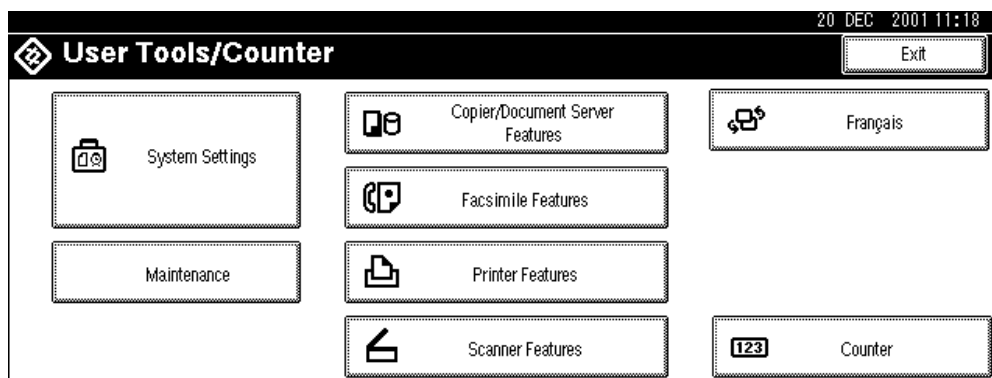 20 DEC 2001 11:18
User Tools/Counter
Exit
System Settings
Maintenance
Copier/Document Server
Features
Facsimile Features
Printer Features
Scanner Features
Français
123
Counter